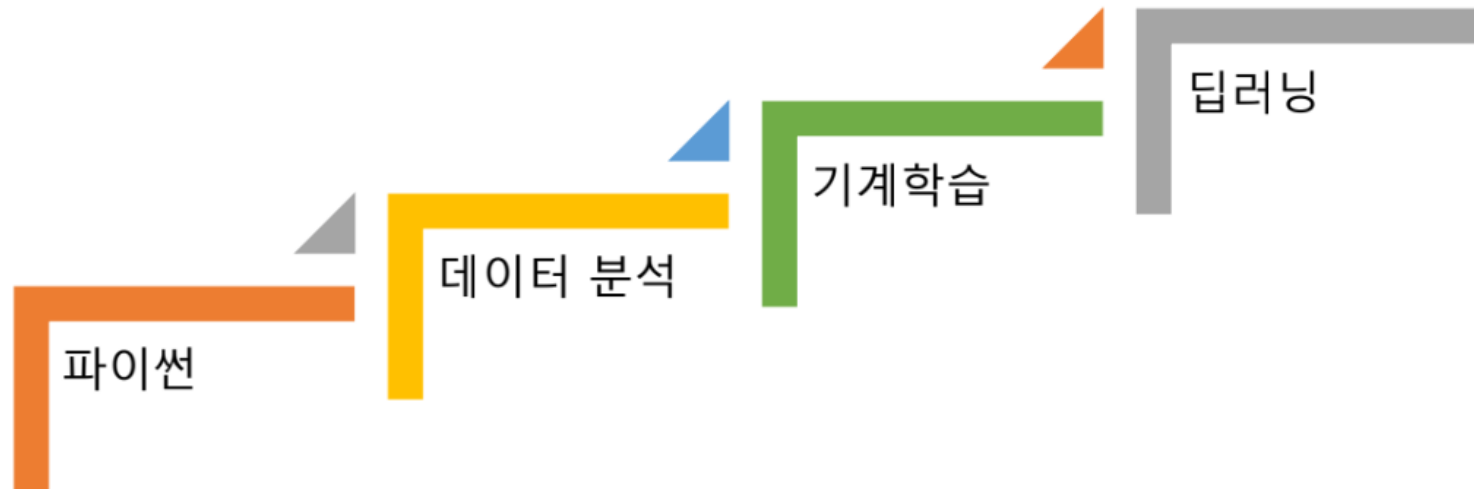 파이썬
데이터 분석
기계학습
딥러닝